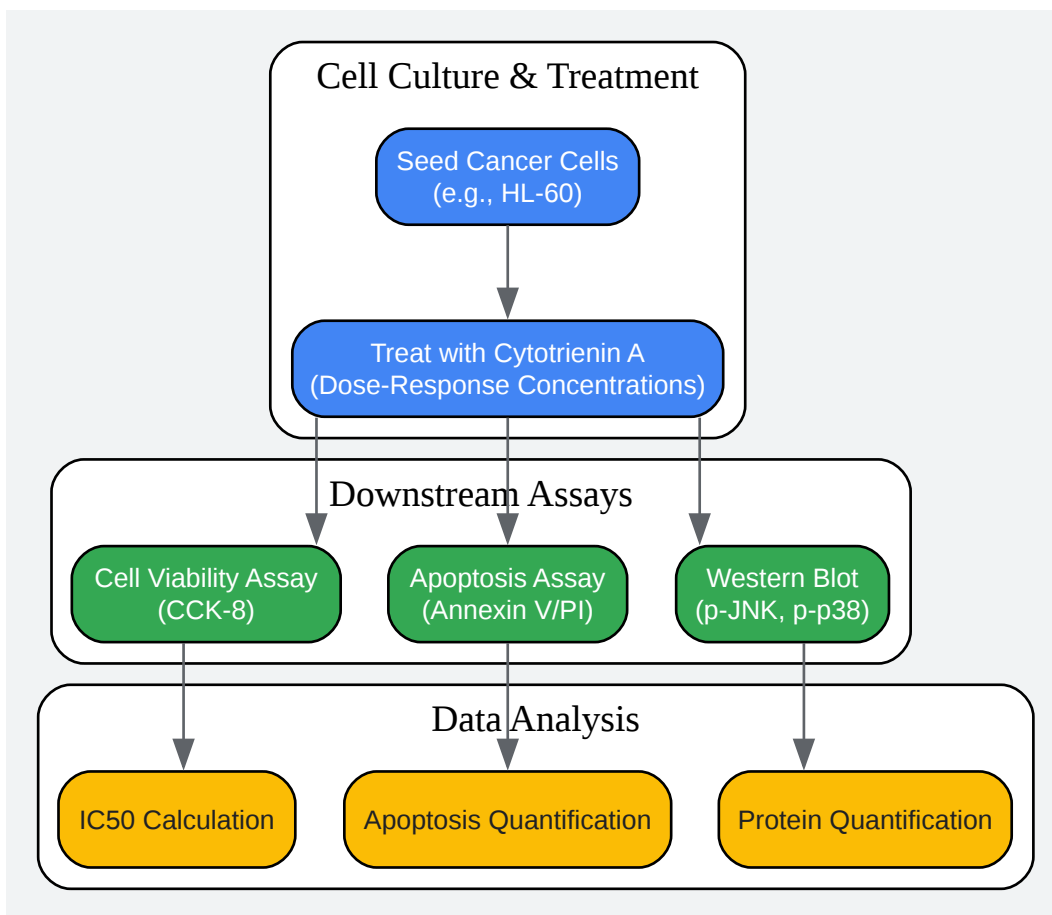 Cell Culture & Treatment
Seed Cancer Cells
(e.g., HL-60)
Treat with Cytotrienin A
(Dose-Response Concentrations)
Downstream Assays
Cell Viability Assay
(CCK-8)
Apoptosis Assay
(Annexin V/PI)
Western Blot
(p-JNK, p-p38)
Data Analysis
IC50 Calculation
Apoptosis Quantification
Protein Quantification